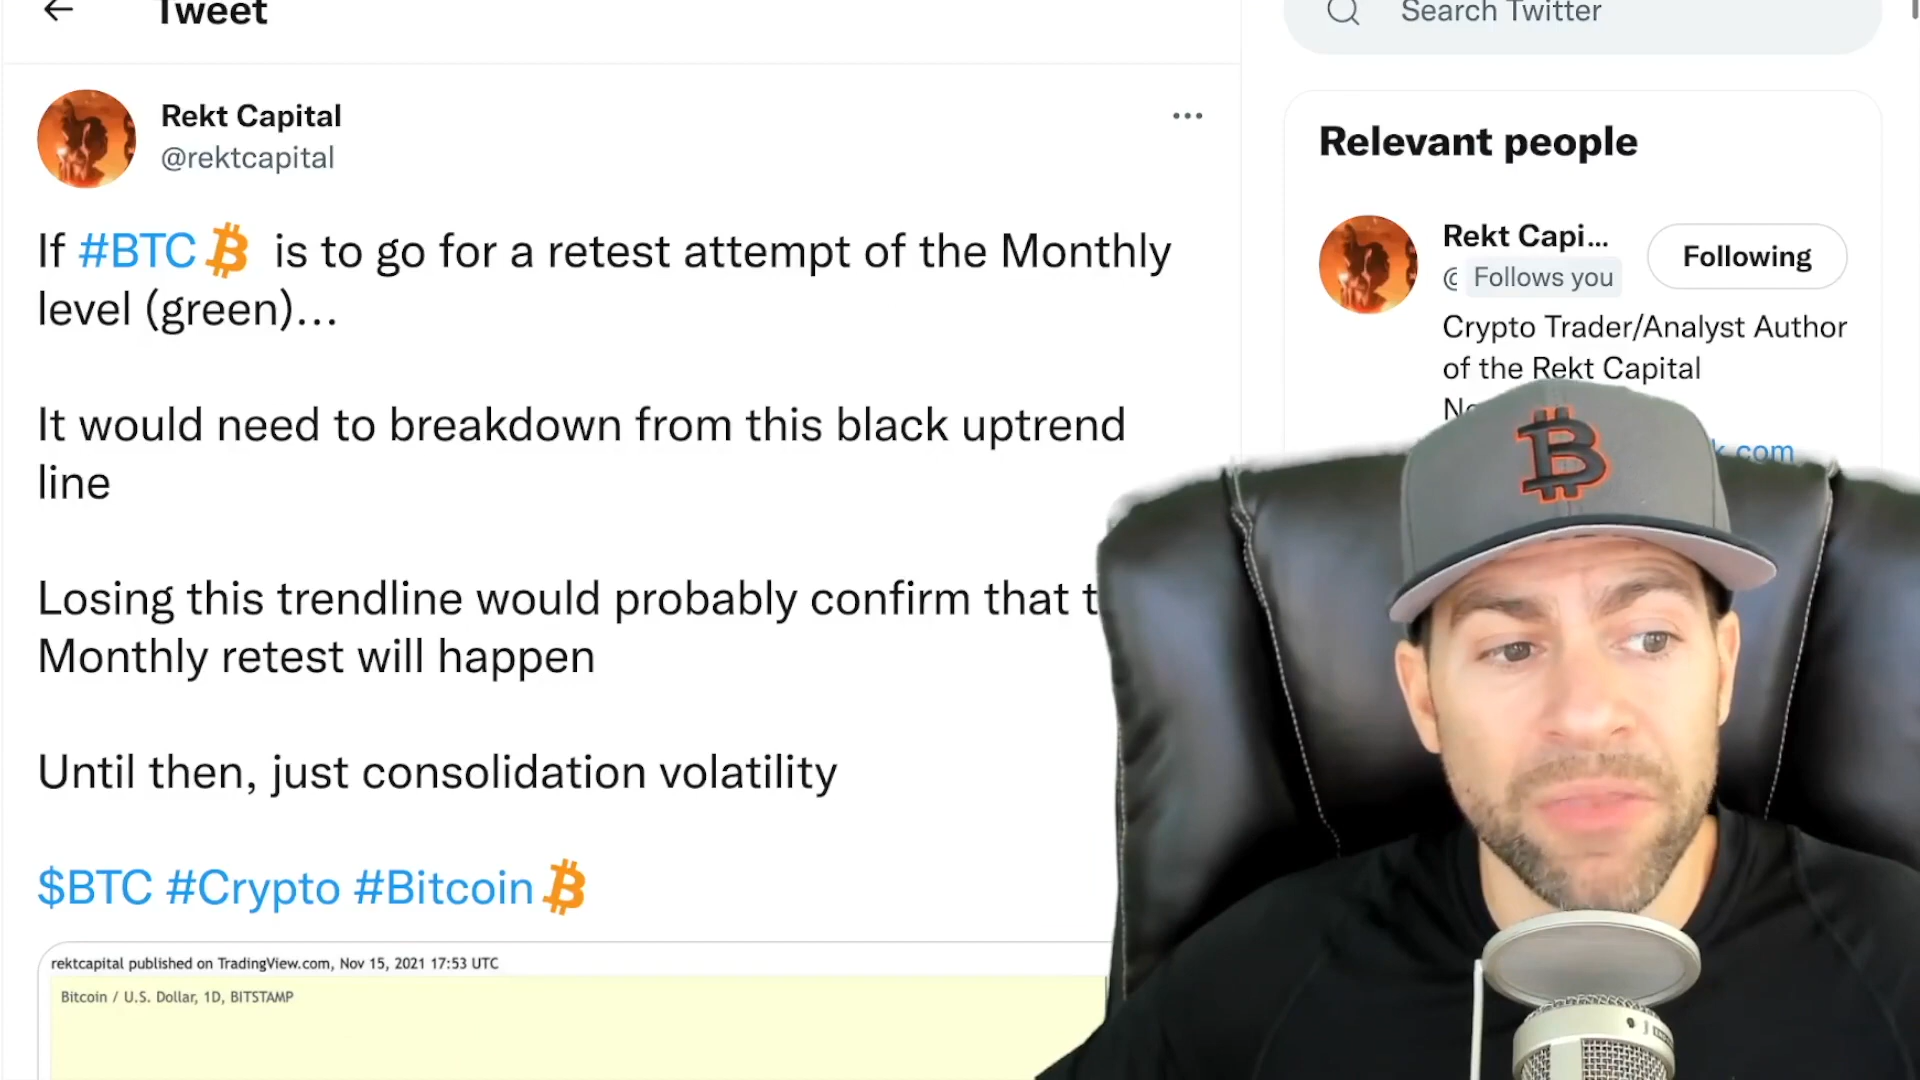 Tweet
Search Twitter
Rekt Capital
@rektcapital
If #BTC is to go for a retest attempt of the Monthly
level (green)...
It would need to breakdown from this black uptrend
line
Losing this trendline would probably confirm that
Monthly retest will happen
Until then, just consolidation volatility
$BTC #Crypto #Bitcoin
rektcapital published on TradingView.com, Nov 15, 2021 17:53 UTC
Bitcoin / U.S. Dollar, 1D, BITSTAMP
Relevant people
Rekt Capi...
Following
@ Follows you
Crypto Trader/Analyst Author
of the Rekt Capital
.com